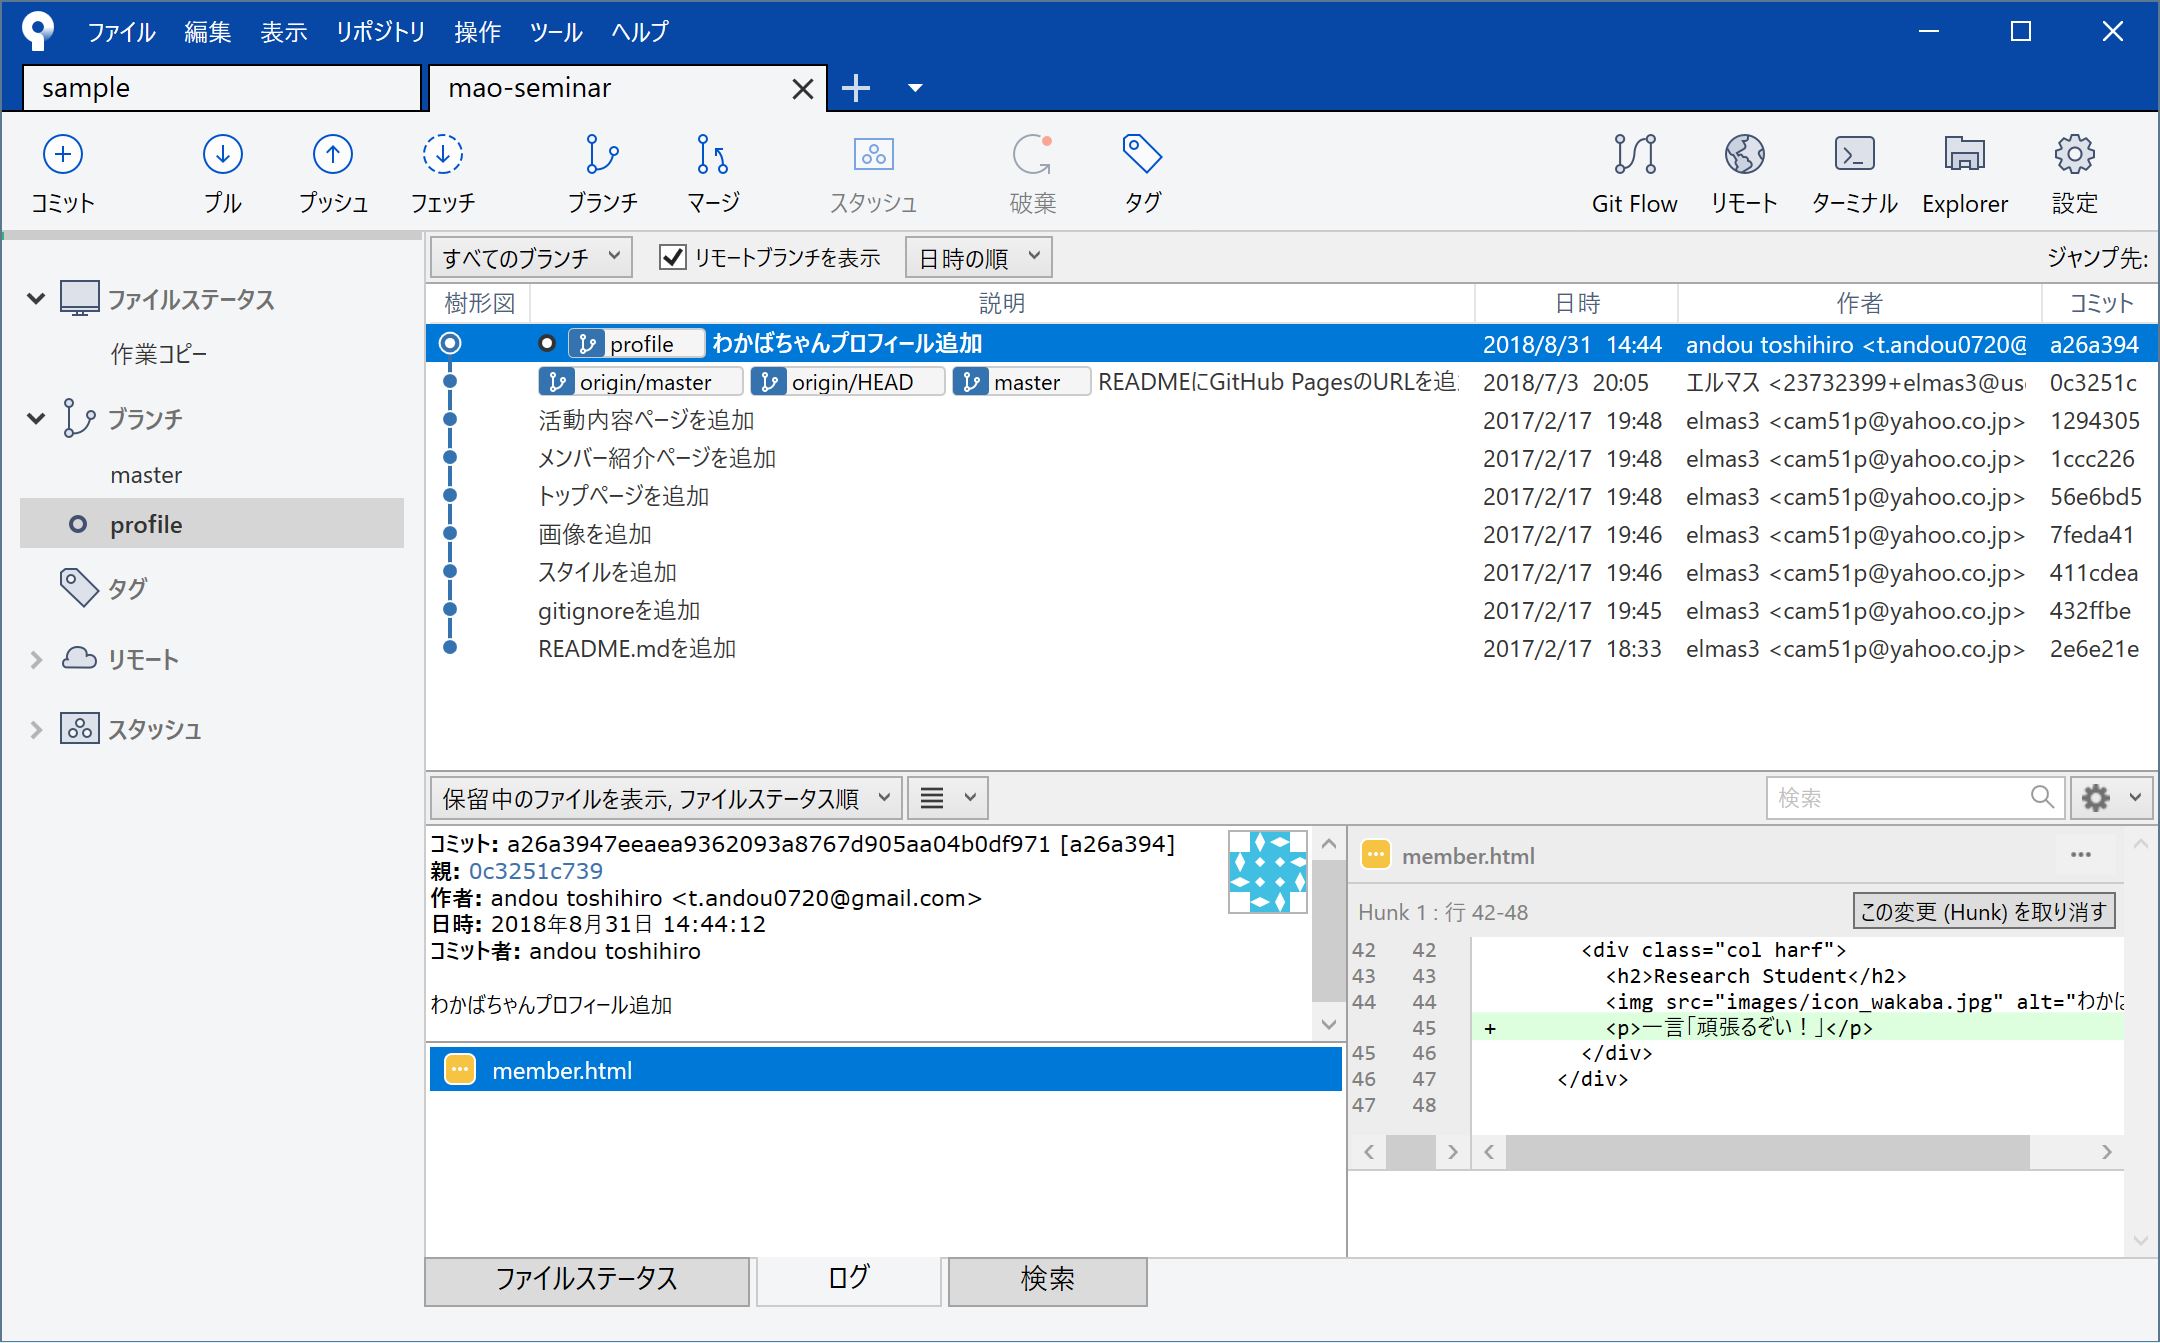 ファイル 編集 表示 リポジトリ 操作 ツール ヘルプ
sample mao-seminar
コミット プル プッシュ フェッチ ブランチ マージ スタッシュ 破棄 タグ Git Flow リモート ターミナル Explorer 設定
ファイルステータス
作業コピー
ブランチ
master
profile
タグ
リモート
スタッシュ
すべてのブランチ リモートブランチを表示 日時の順 ジャンプ先:
樹形図 説明 日時 作者 コミット
profile わかばちゃんプロフィール追加 2018/8/31 14:44 andou toshihiro <t.andou0720@ a26a394
origin/master origin/HEAD master READMEにGitHub PagesのURLを追 2018/7/3 20:05 エルマス <23732399+elmas3@us 0c3251c
活動内容ページを追加 2017/2/17 19:48 elmas3 <cam51p@yahoo.co.jp> 1294305
メンバー紹介ページを追加 2017/2/17 19:48 elmas3 <cam51p@yahoo.co.jp> 1ccc226
トップページを追加 2017/2/17 19:48 elmas3 <cam51p@yahoo.co.jp> 56e6bd5
画像を追加 2017/2/17 19:46 elmas3 <cam51p@yahoo.co.jp> 7feda41
スタイルを追加 2017/2/17 19:46 elmas3 <cam51p@yahoo.co.jp> 411cdea
gitignoreを追加 2017/2/17 19:45 elmas3 <cam51p@yahoo.co.jp> 432ffbe
README.mdを追加 2017/2/17 18:33 elmas3 <cam51p@yahoo.co.jp> 2e6e21e
保留中のファイルを表示, ファイルステータス順 検索
コミット: a26a3947eeaea9362093a8767d905aa04b0df971 [a26a394]
親: 0c3251c739
作者: andou toshihiro <t.andou0720@gmail.com>
日時: 2018年8月31日 14:44:12
コミット者: andou toshihiro
わかばちゃんプロフィール追加
member.html
member.html
Hunk 1 : 行 42-48 この変更 (Hunk) を取り消す
42 42 <div class="col harf">
43 43 <h2>Research Student</h2>
44 44 <img src="images/icon_wakaba.jpg" alt="わかは
45 + <p>一言「頑張るぞい！」</p>
45 46 </div>
46 47 </div>
47 48
ファイルステータス ログ 検索